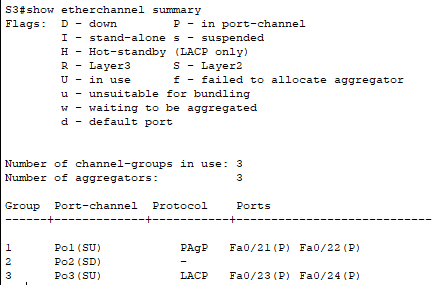 S3#show etherchannel summary
Flags:  D - down        P - in port-channel
        I - stand-alone s - suspended
        H - Hot-standby (LACP only)
        R - Layer3      S - Layer2
        U - in use      f - failed to allocate aggregator
        u - unsuitable for bundling
        w - waiting to be aggregated
        d - default port
Number of channel-groups in use: 3
Number of aggregators:           3
Group  Port-channel  Protocol    Ports
------+-------------+-----------+----------------------------
1      Po1(SU)           PAgP   Fa0/21(P) Fa0/22(P)
2      Po2(SD)           -
3      Po3(SU)           LACP   Fa0/23(P) Fa0/24(P)